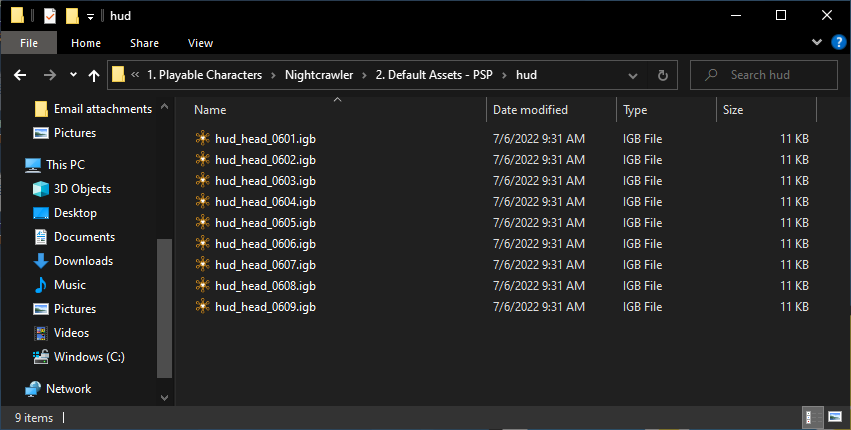 hud
File Home Share View
« 1. Playable Characters > Nightcrawler > 2. Default Assets - PSP > hud
Search hud
Email attachments
Pictures
This PC
3D Objects
Desktop
Documents
Downloads
Music
Pictures
Videos
Windows (C:)
Network
Name Date modified Type Size
hud_head_0601.igb 7/6/2022 9:31 AM IGB File 11 KB
hud_head_0602.igb 7/6/2022 9:31 AM IGB File 11 KB
hud_head_0603.igb 7/6/2022 9:31 AM IGB File 11 KB
hud_head_0604.igb 7/6/2022 9:31 AM IGB File 11 KB
hud_head_0605.igb 7/6/2022 9:31 AM IGB File 11 KB
hud_head_0606.igb 7/6/2022 9:31 AM IGB File 11 KB
hud_head_0607.igb 7/6/2022 9:31 AM IGB File 11 KB
hud_head_0608.igb 7/6/2022 9:31 AM IGB File 11 KB
hud_head_0609.igb 7/6/2022 9:31 AM IGB File 11 KB
9 items